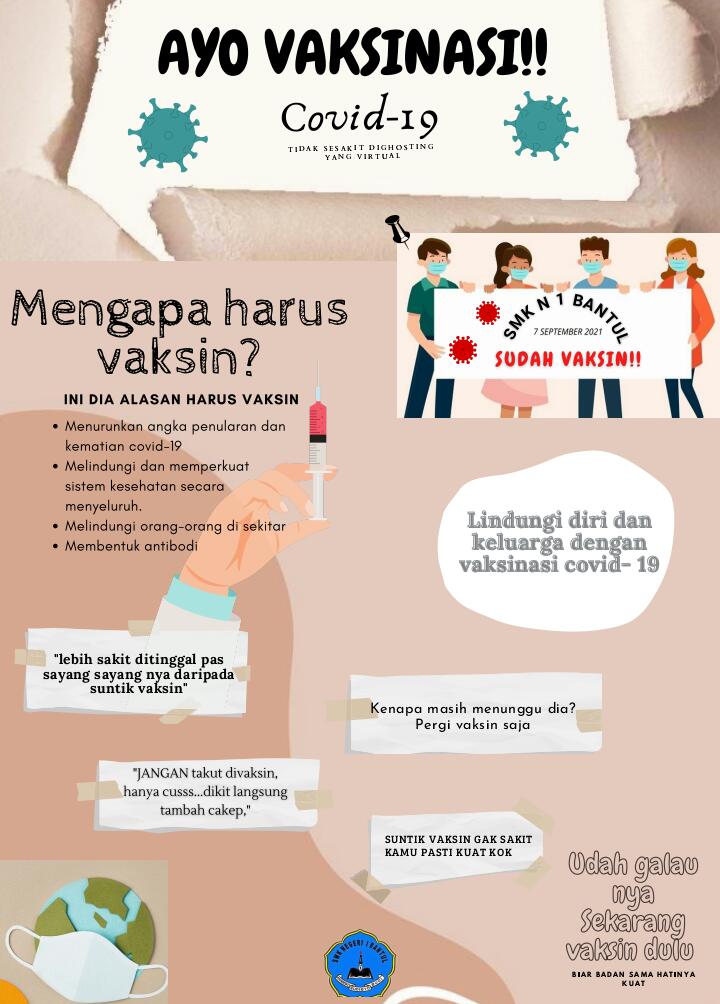 AYO VAKSINASI!!
Covid-19
TIDAK SESAKIT DIGHOSTING
YANG VIRTUAL
SMK N 1 BANTUL
7 SEPTEMBER 2021
SUDAH VAKSIN!!
Mengapa harus
vaksin?
INI DIA ALASAN HARUS VAKSIN
• Menurunkan angka penularan dan
kematian covid-19
• Melindungi dan memperkuat
sistem kesehatan secara
menyeluruh.
• Melindungi orang-orang di sekitar
• Membentuk antibodi
Lindungi diri dan
keluarga dengan
vaksinasi covid- 19
"lebih sakit ditinggal pas
sayang sayang nya daripada
suntik vaksin"
Kenapa masih menunggu dia?
Pergi vaksin saja
"JANGAN takut divaksin,
hanya cusss...dikit langsung
tambah cakep,"
SUNTIK VAKSIN GAK SAKIT
KAMU PASTI KUAT KOK
Udah galau
nya
Sekarang
vaksin dulu
BIAR BADAN SAMA HATINYA
KUAT
SMK NEGERI 1 BANTUL